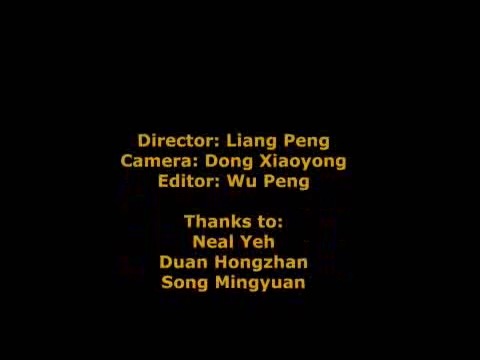 Director: Liang Peng
Camera: Dong Xiaoyong
Editor: Wu Peng
Thanks to:
Neal Yeh
Duan Hongzhan
Song Mingyuan